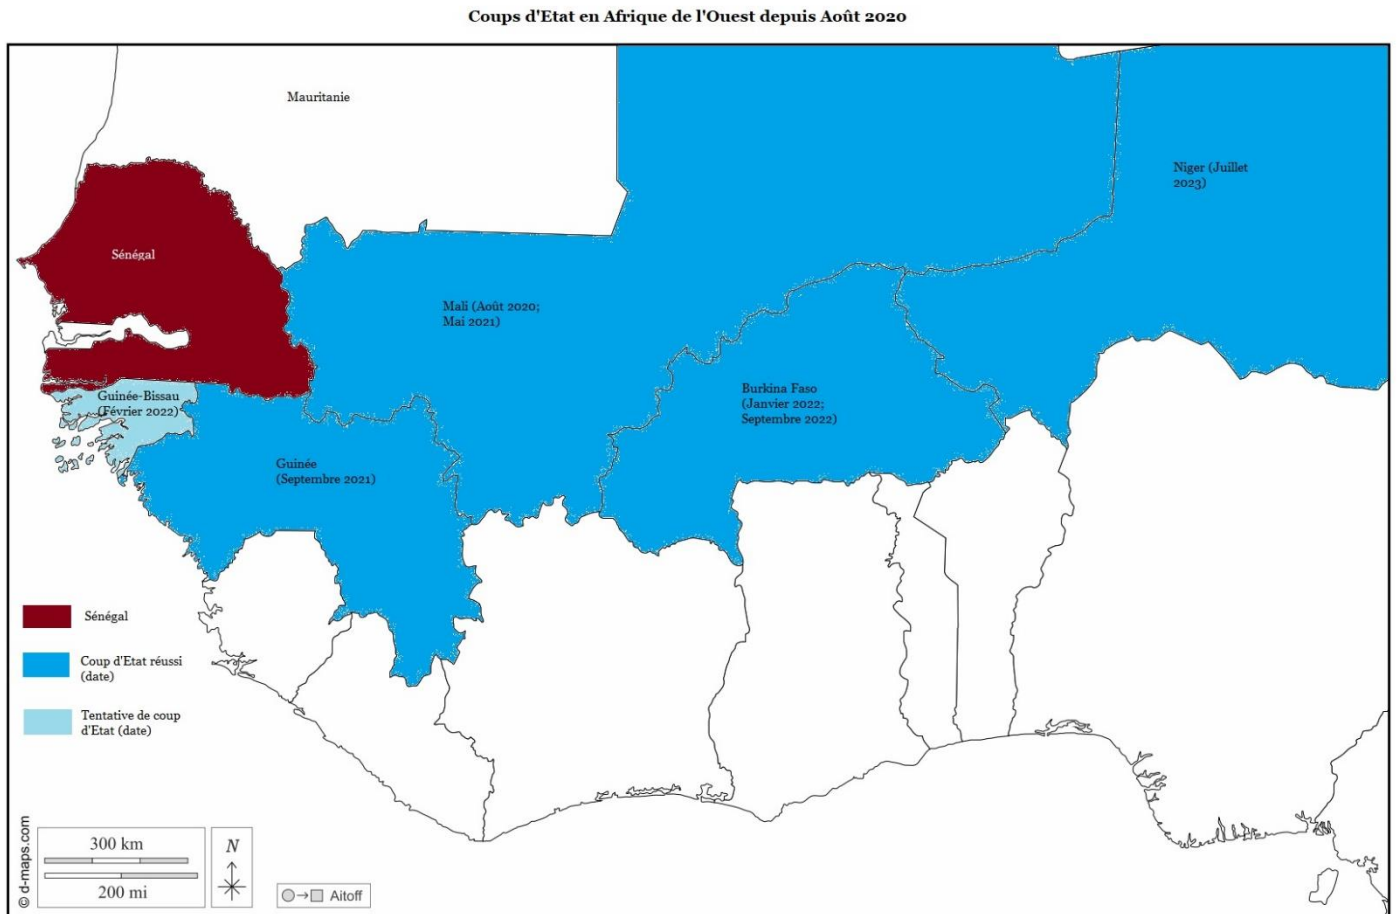 Coups d'Etat en Afrique de l'Ouest depuis Août 2020
Mauritanie
Niger (Juillet
2023)
Sénégal
Mali (Août 2020;
Mai 2021)
Guinée-Bissau
(Février 2022)
Burkina Faso
(Janvier 2022;
Septembre 2022)
Guinée
(Septembre 2021)
Sénégal
Coup d'Etat réussi
(date)
Tentative de coup
d'Etat (date)
© d-maps.com
300 km
200 mi
N
Aitoff